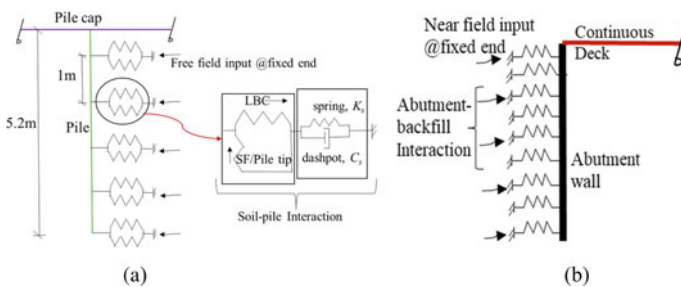 Pile cap
Free field input @fixed end
1m
5.2m
Pile
LBC
spring, Ks
SF/Pile tip
dashpot, Cs
Soil-pile Interaction
(a)
Near field input
@fixed end
Continuous
Deck
Abutment-
backfill
Interaction
Abutment
wall
(b)